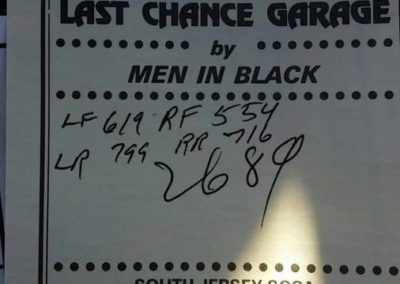 LAST CHANCE GARAGE
by
MEN IN BLACK
LF 619 RF 554
LR 799 RR 716
2689
SOUTH JERSEY SCCA